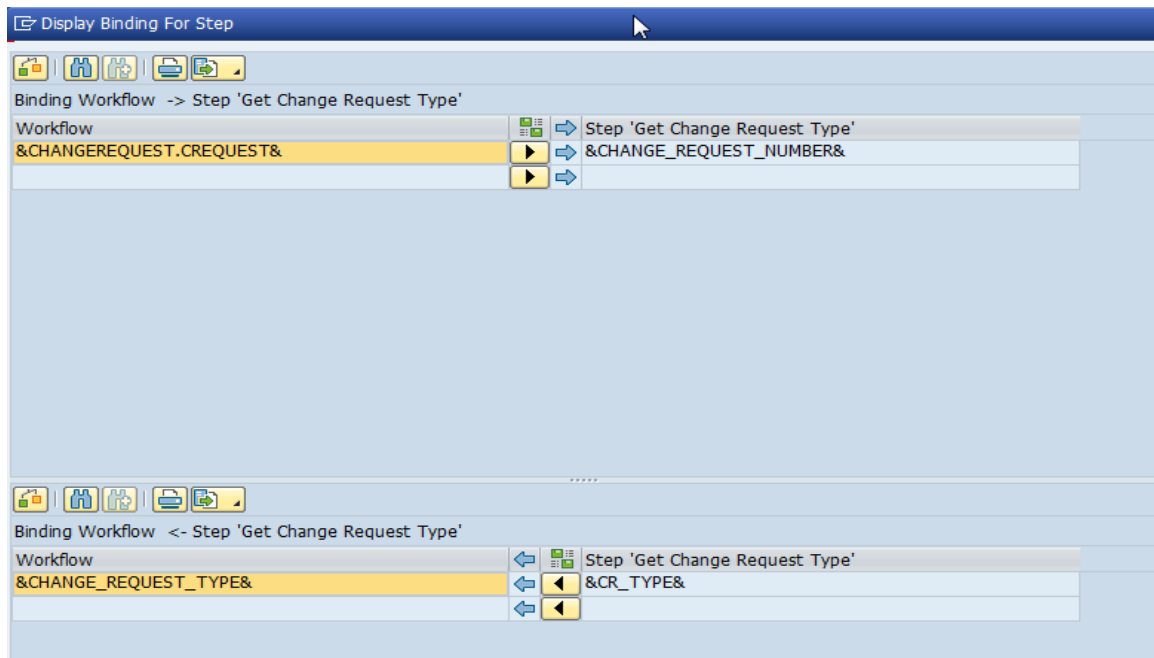 Display Binding For Step
Binding Workflow -> Step 'Get Change Request Type'
Workflow Step 'Get Change Request Type'
&CHANGEREQUEST.CREQUEST& &CHANGE_REQUEST_NUMBER&
Binding Workflow <- Step 'Get Change Request Type'
Workflow Step 'Get Change Request Type'
&CHANGE_REQUEST_TYPE& &CR_TYPE&